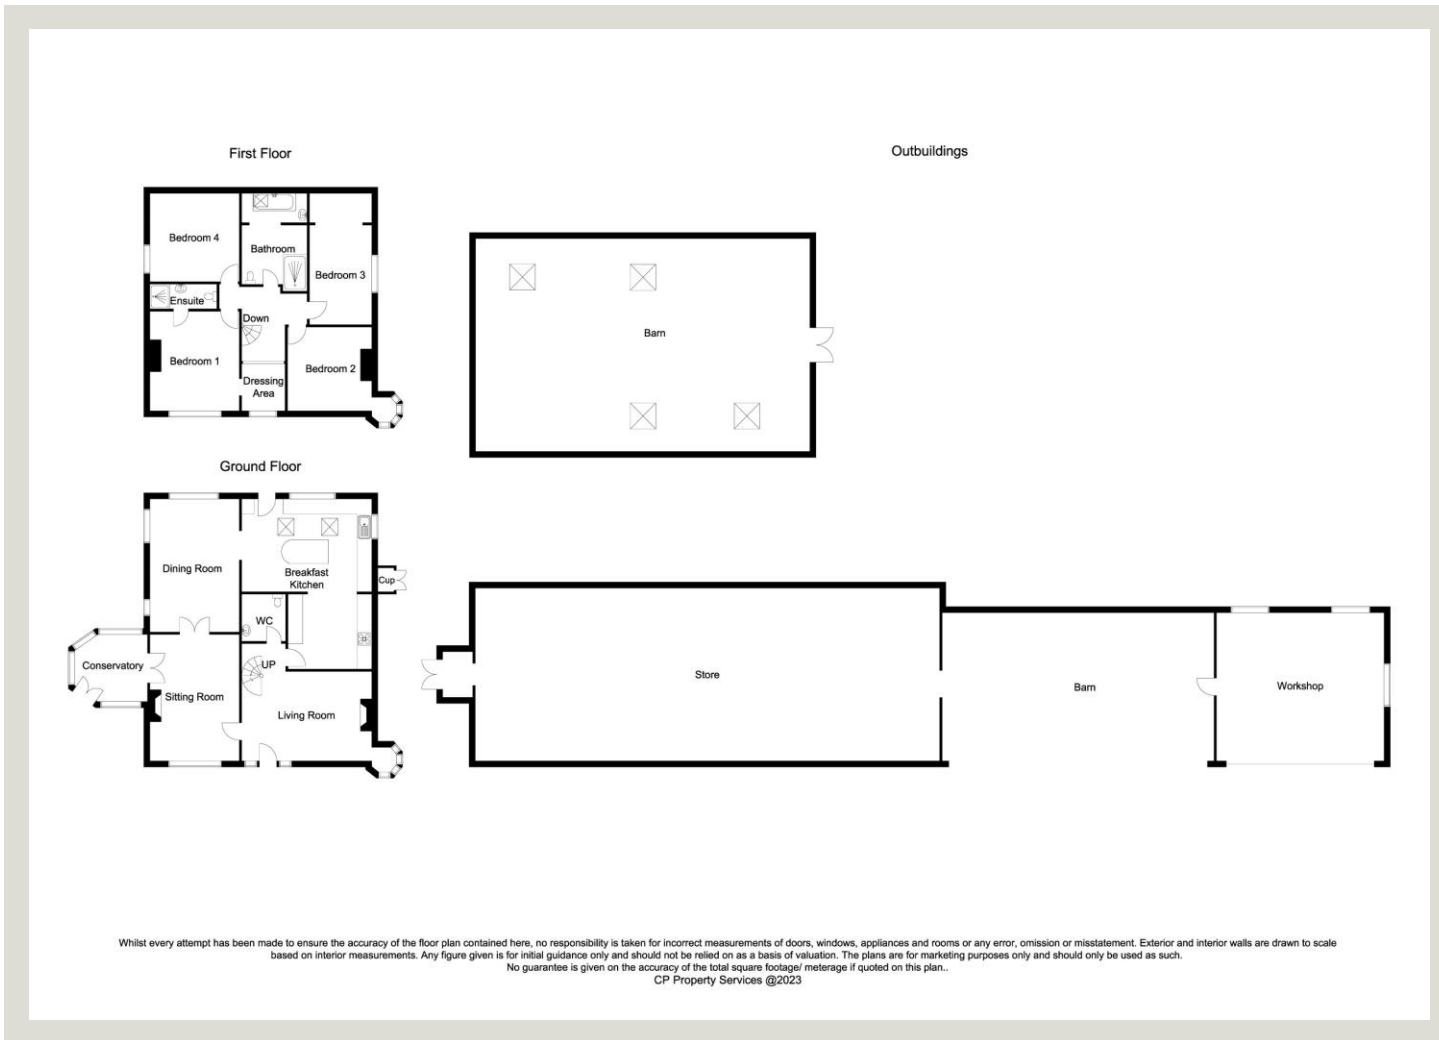 First Floor
Outbuildings
Bedroom 4
Bathroom
Bedroom 3
Ensuite
Down
Bedroom 1
Bedroom 2
Dressing
Area
Barn
Ground Floor
Dining Room
Breakfast
Kitchen
Cup
WC
UP
Conservatory
Sitting Room
Living Room
Store
Barn
Workshop
Whilst every attempt has been made to ensure the accuracy of the floor plan contained here, no responsibility is taken for incorrect measurements of doors, windows, appliances and rooms or any error, omission or misstatement. Exterior and interior walls are drawn to scale
based on interior measurements. Any figure given is for initial guidance only and should not be relied on as a basis of valuation. The plans are for marketing purposes only and should only be used as such.
No guarantee is given on the accuracy of the total square footage/ meterage if quoted on this plan..
CP Property Services @2023